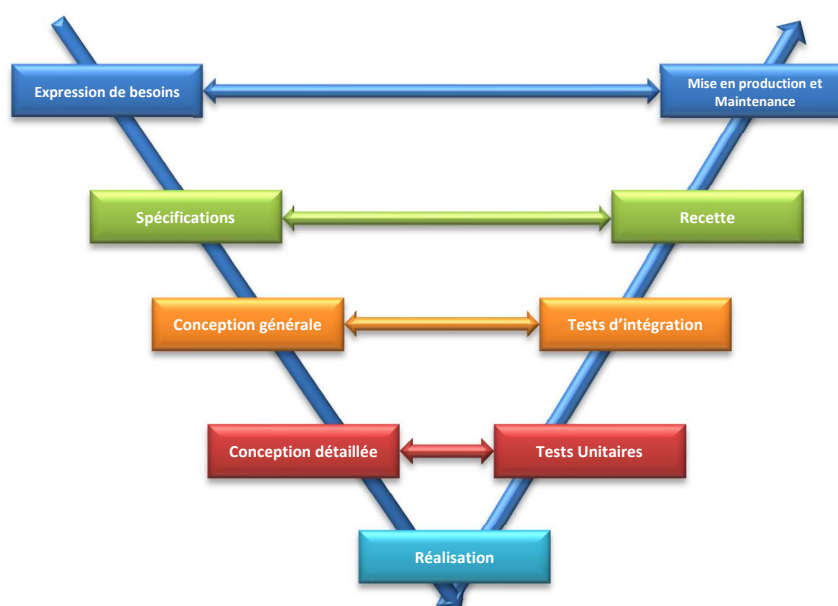 Expression de besoins
Mise en production et
Maintenance
Spécifications
Recette
Conception générale
Tests d'intégration
Conception détaillée
Tests Unitaires
Réalisation